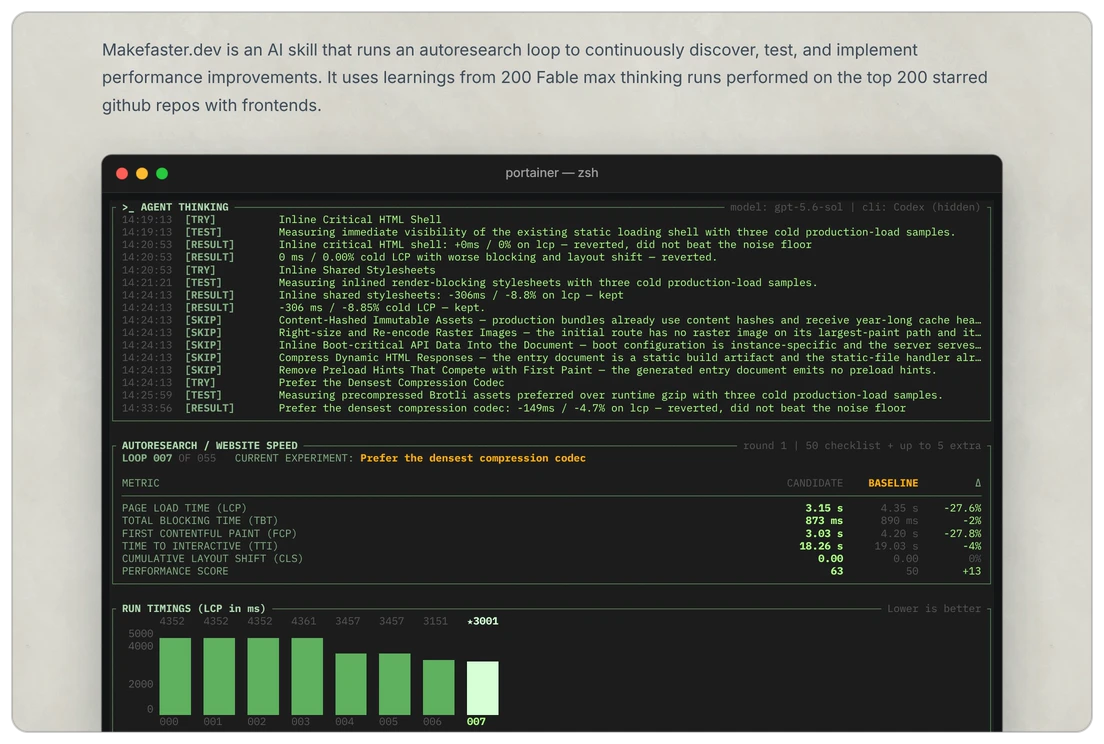 Makefaster.dev is an AI skill that runs an autoresearch loop to continuously discover, test, and implement
performance improvements. It uses learnings from 200 Fable max thinking runs performed on the top 200 starred
github repos with frontends.
portainer — zsh
>_ AGENT THINKING model: gpt-5.6-sol | cli: Codex (hidden)
14:19:13 [TRY] Inline Critical HTML Shell
14:19:13 [TEST] Measuring immediate visibility of the existing static loading shell with three cold production-load samples.
14:20:53 [RESULT] Inline critical HTML shell: +0ms / 0% on lcp — reverted, did not beat the noise floor
14:20:53 [RESULT] 0 ms / 0.00% cold LCP with worse blocking and layout shift — reverted.
14:20:53 [TRY] Inline Shared Stylesheets
14:21:21 [TEST] Measuring inlined render-blocking stylesheets with three cold production-load samples.
14:24:13 [RESULT] Inline shared stylesheets: -306ms / -8.8% on lcp — kept
14:24:13 [RESULT] -306 ms / -8.85% cold LCP — kept.
14:24:13 [SKIP] Content-Hashed Immutable Assets — production bundles already use content hashes and receive year-long cache hea…
14:24:13 [SKIP] Right-size and Re-encode Raster Images — the initial route has no raster image on its largest-paint path and it…
14:24:13 [SKIP] Inline Boot-critical API Data Into the Document — boot configuration is instance-specific and the server serves…
14:24:13 [SKIP] Compress Dynamic HTML Responses — the entry document is a static build artifact and the static-file handler alr…
14:24:13 [SKIP] Remove Preload Hints That Compete with First Paint — the generated entry document emits no preload hints.
14:24:13 [TRY] Prefer the Densest Compression Codec
14:25:59 [TEST] Measuring precompressed Brotli assets preferred over runtime gzip with three cold production-load samples.
14:33:56 [RESULT] Prefer the densest compression codec: -149ms / -4.7% on lcp — reverted, did not beat the noise floor
AUTORESEARCH / WEBSITE SPEED round 1 | 50 checklist + up to 5 extra
LOOP 007 OF 055 CURRENT EXPERIMENT: Prefer the densest compression codec
METRIC CANDIDATE BASELINE Δ
PAGE LOAD TIME (LCP) 3.15 s 4.35 s -27.6%
TOTAL BLOCKING TIME (TBT) 873 ms 890 ms -2%
FIRST CONTENTFUL PAINT (FCP) 3.03 s 4.20 s -27.8%
TIME TO INTERACTIVE (TTI) 18.26 s 19.03 s -4%
CUMULATIVE LAYOUT SHIFT (CLS) 0.00 0.00 0%
PERFORMANCE SCORE 63 50 +13
RUN TIMINGS (LCP in ms) Lower is better
4352 4352 4352 4361 3457 3457 3151 ★3001
5000
4000
2000
0
000 001 002 003 004 005 006 007